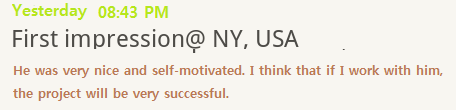 Yesterday 08:43 PM
First impression@ NY, USA
He was very nice and self-motivated. I think that if I work with him,
the project will be very successful.